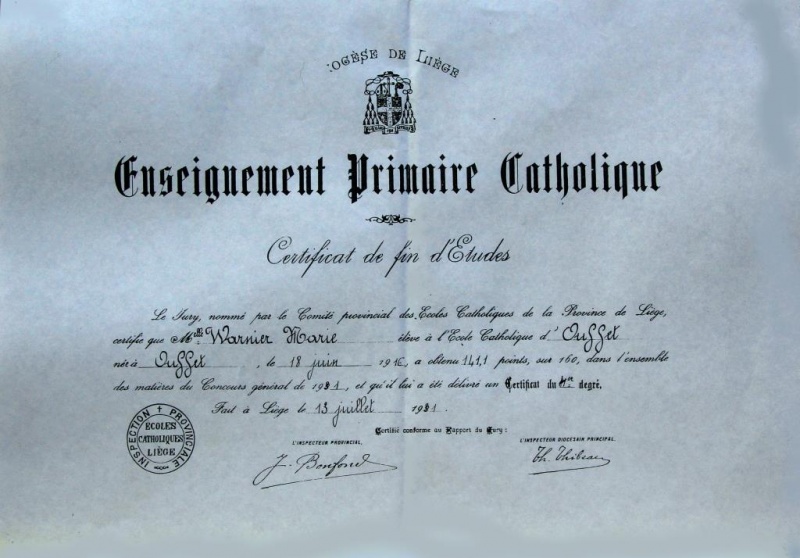 IOCÈSE DE LIÈGE
Enseignement Primaire Catholique
Certificat de fin d'Etudes
Le Jury, nommé par le Comité provincial des Ecoles Catholiques de la Province de Liège,
certifie que M Warnier Marie élève à l'Ecole Catholique d' Ouffet
née à Ouffet, le 18 juin 1916, a obtenu 141,1 points, sur 160, dans l'ensemble
des matières du Concours général de 1931, et qu'il lui a été délivré un Certificat du degré.
Fait à Liège le 13 juillet 1931.
Certifié conforme au Rapport du Jury :
INSPECTION PROVINCIALE
ECOLES
CATHOLIQUES
LIÈGE
L'INSPECTEUR PROVINCIAL,
J. Bonfond
L'INSPECTEUR DIOCÉSAIN PRINCIPAL,
Th.